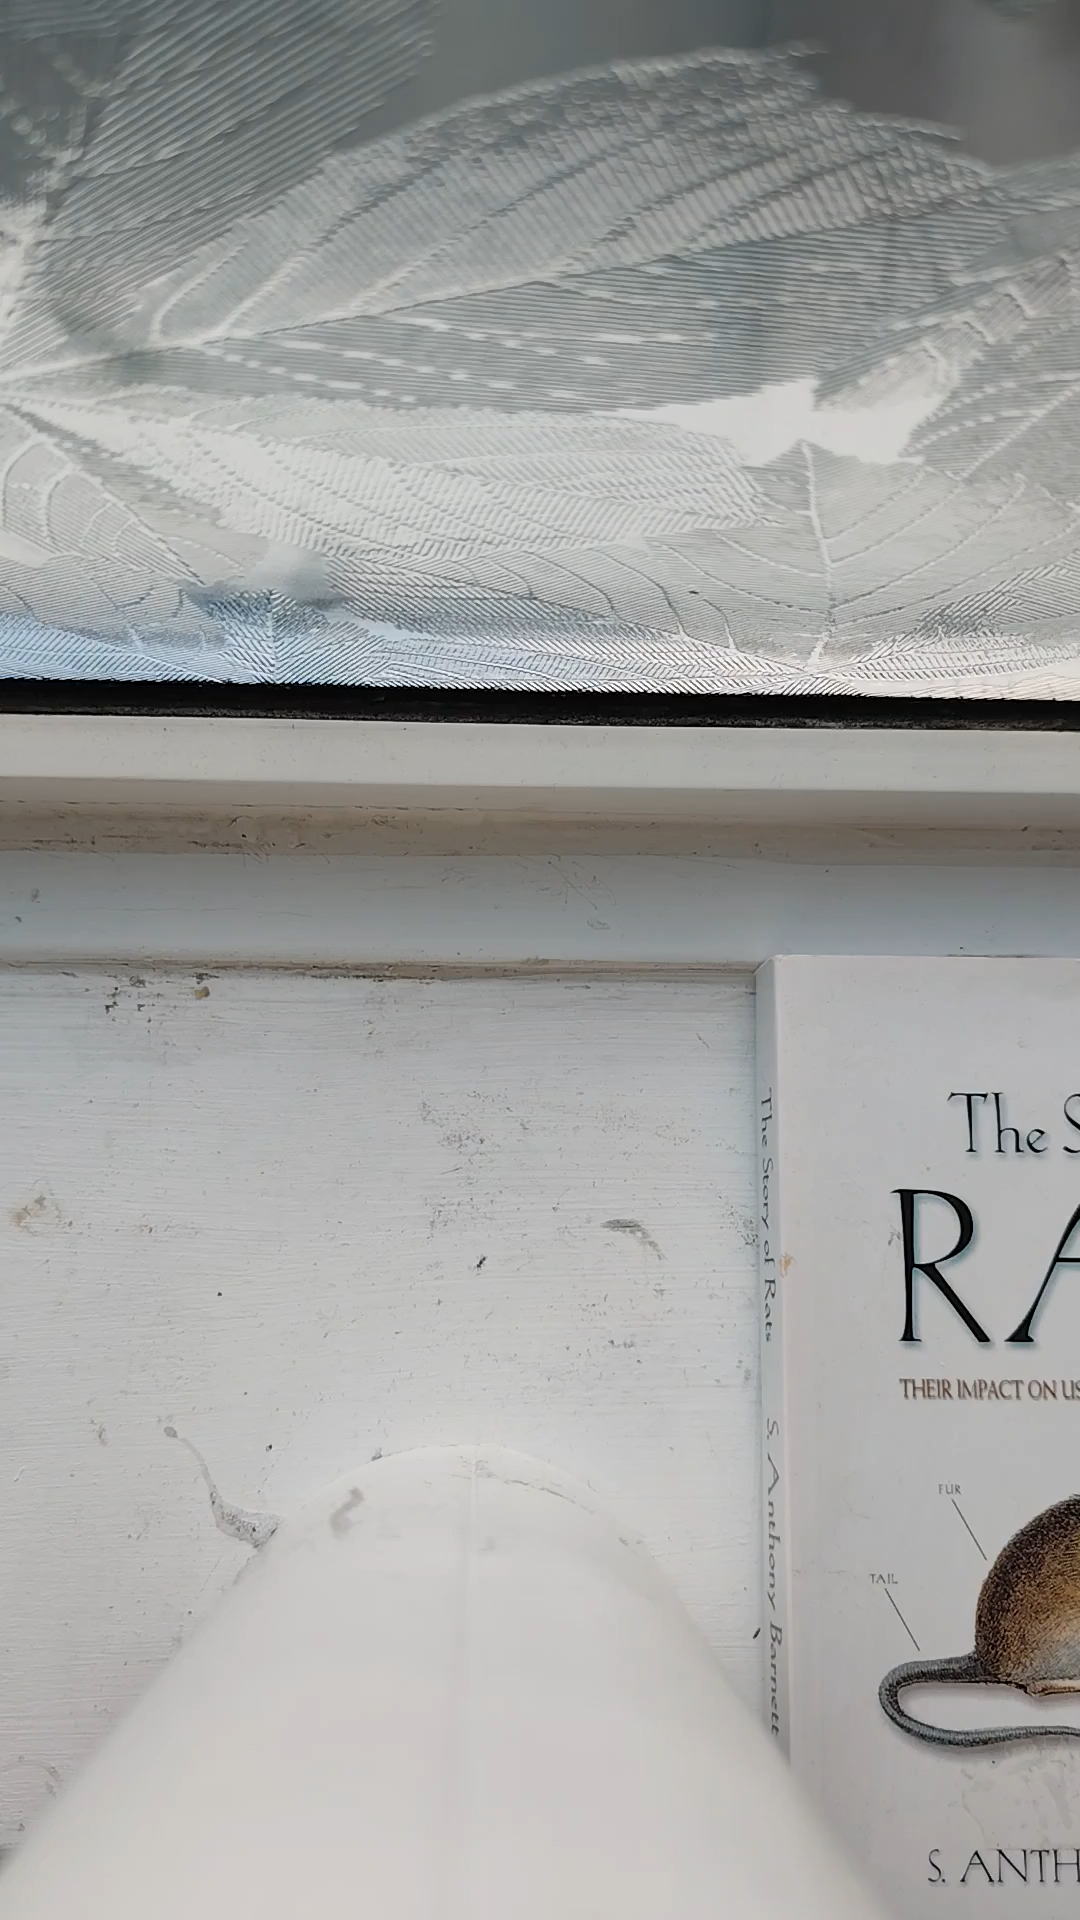 The Story of Rats S. Anthony Barnett
The S
RA
THEIR IMPACT ON US
FUR
TAIL
S. ANTH